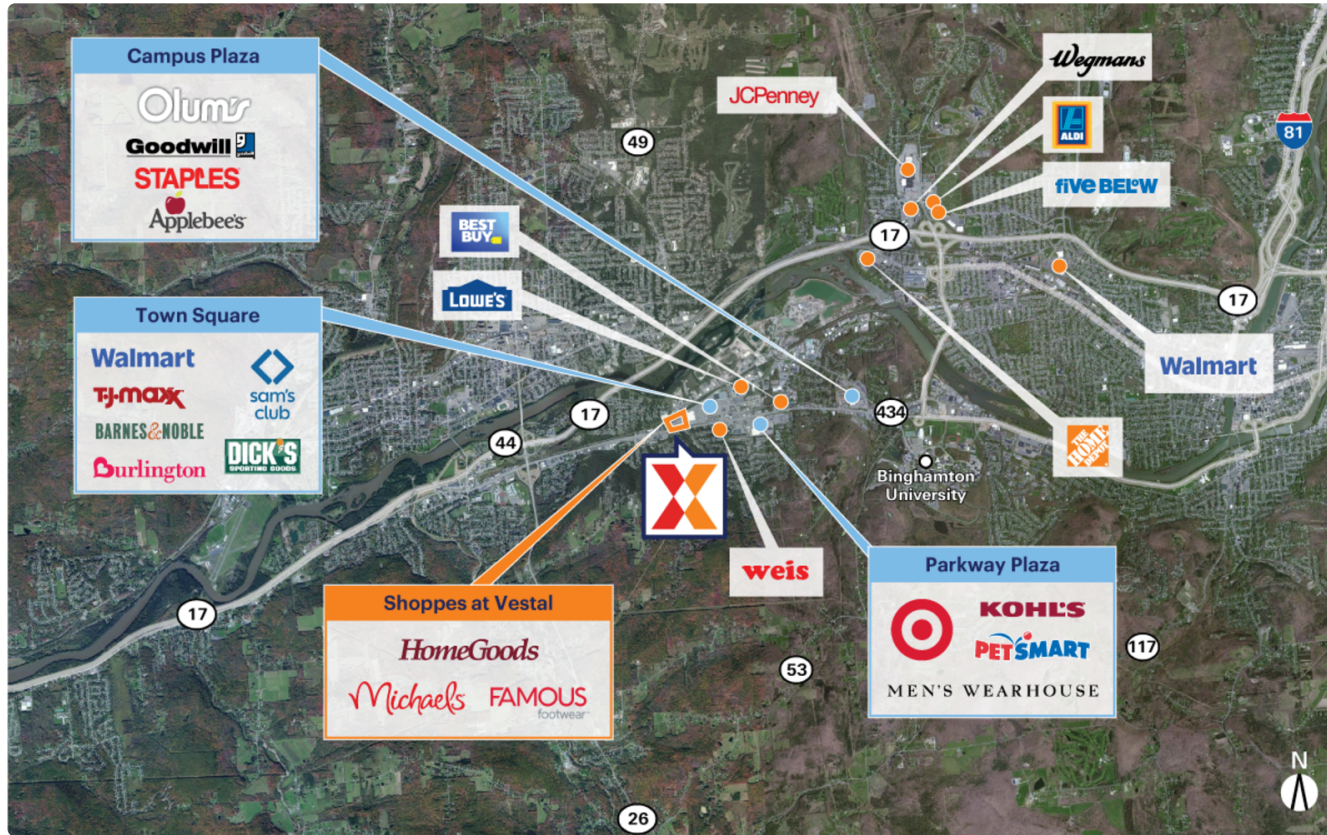 Campus Plaza
Olum's
Goodwill
STAPLES
Applebee's
Town Square
Walmart
T·J·maxx
sam's
club
BARNES&NOBLE
Burlington
DICK'S
SPORTING GOODS
BEST
BUY
LOWE'S
JCPenney
Wegmans
ALDI
five BELOW
Walmart
THE
HOME
DEPOT
49
81
17
17
17
44
434
Binghamton
University
weis
Shoppes at Vestal
HomeGoods
Michaels
FAMOUS
footwear
Parkway Plaza
KOHL'S
PETSMART
MEN'S WEARHOUSE
17
53
117
26
N